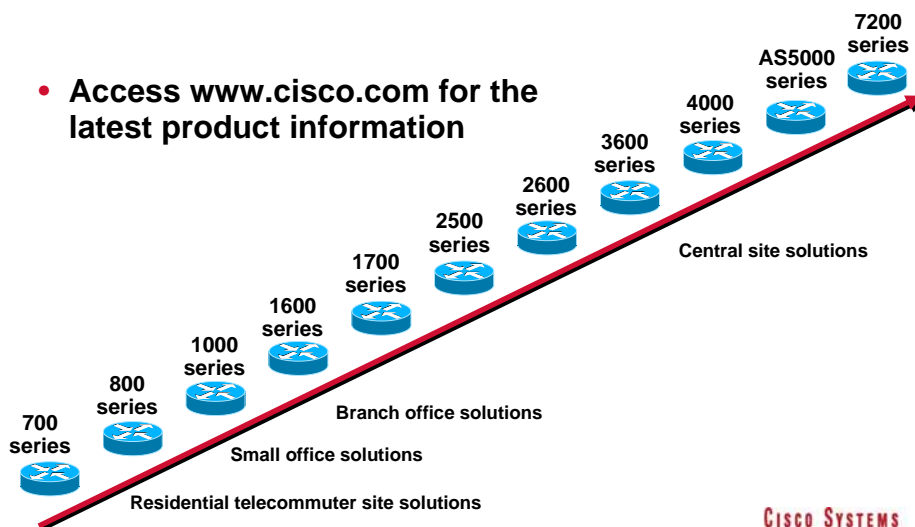 • Access www.cisco.com for the
latest product information
7200
series
AS5000
series
4000
series
3600
series
2600
series
2500
series
1700
series
1600
series
1000
series
800
series
700
series
Central site solutions
Branch office solutions
Small office solutions
Residential telecommuter site solutions
CISCO SYSTEMS